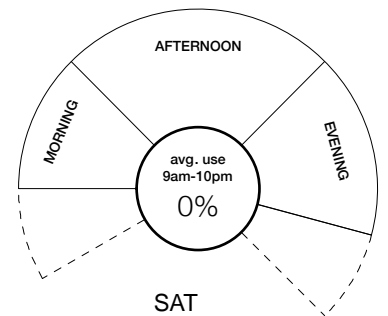 AFTERNOON
MORNING
EVENING
avg. use
9am-10pm
0%
SAT